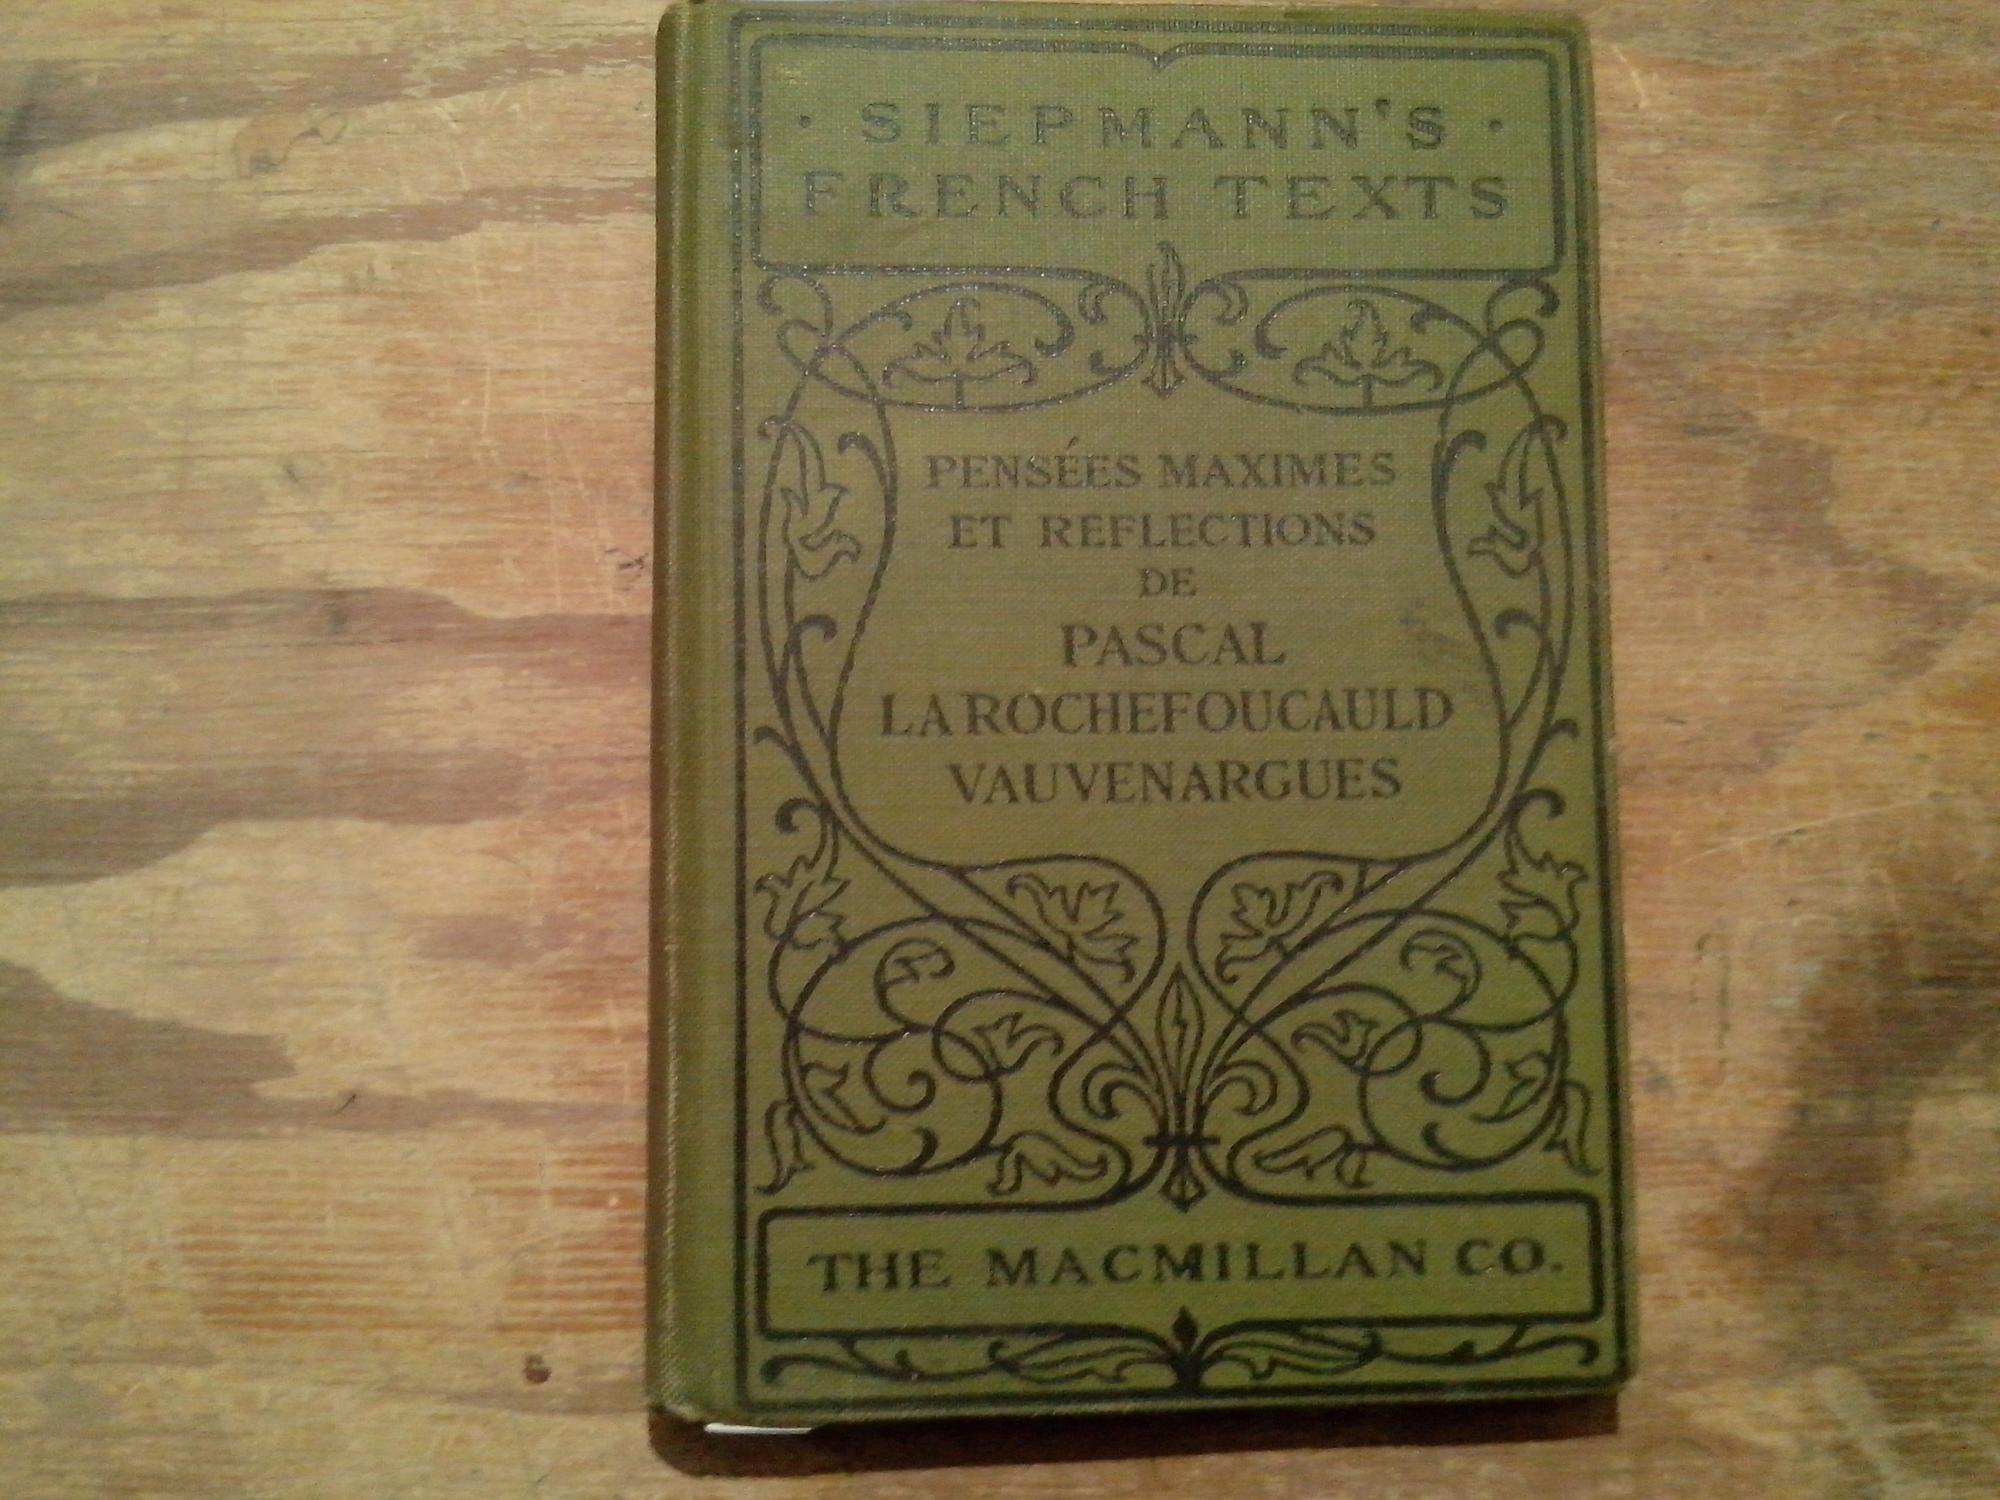 · SIEPMANN'S ·
FRENCH TEXTS
PENSÉES MAXIMES
ET REFLECTIONS
DE
PASCAL
LA ROCHEFOUCAULD
VAUVENARGUES
THE MACMILLAN CO.